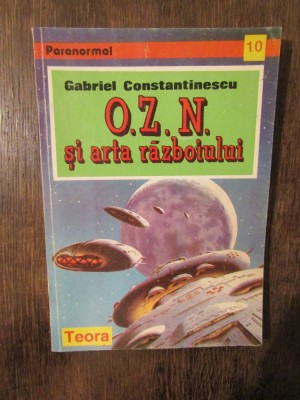 Paranormal 10
Gabriel Constantinescu
O.Z.N.
și arta războiului
Teora